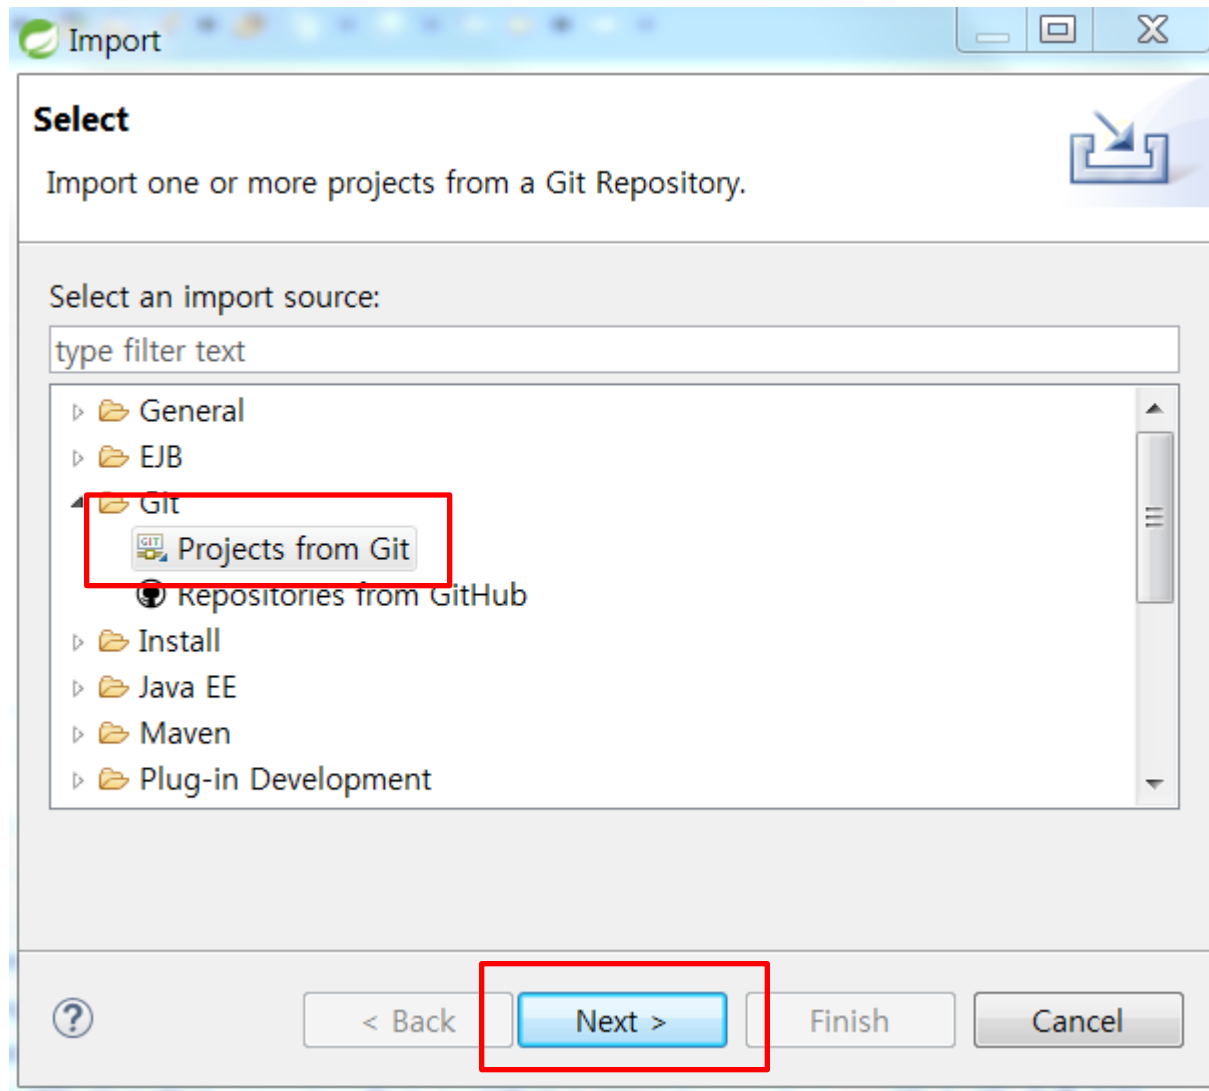 Import
Select
Import one or more projects from a Git Repository.
Select an import source:
type filter text
General
EJB
Git
GIT Projects from Git
Repositories from GitHub
Install
Java EE
Maven
Plug-in Development
? < Back Next > Finish Cancel